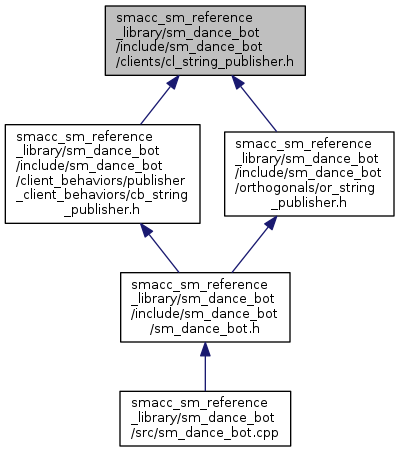 smacc_sm_reference
_library/sm_dance_bot
/include/sm_dance_bot
/clients/cl_string_publisher.h
smacc_sm_reference
_library/sm_dance_bot
/include/sm_dance_bot
/client_behaviors/publisher
_client_behaviors/cb_string
_publisher.h
smacc_sm_reference
_library/sm_dance_bot
/include/sm_dance_bot
/orthogonals/or_string
_publisher.h
smacc_sm_reference
_library/sm_dance_bot
/include/sm_dance_bot
/sm_dance_bot.h
smacc_sm_reference
_library/sm_dance_bot
/src/sm_dance_bot.cpp